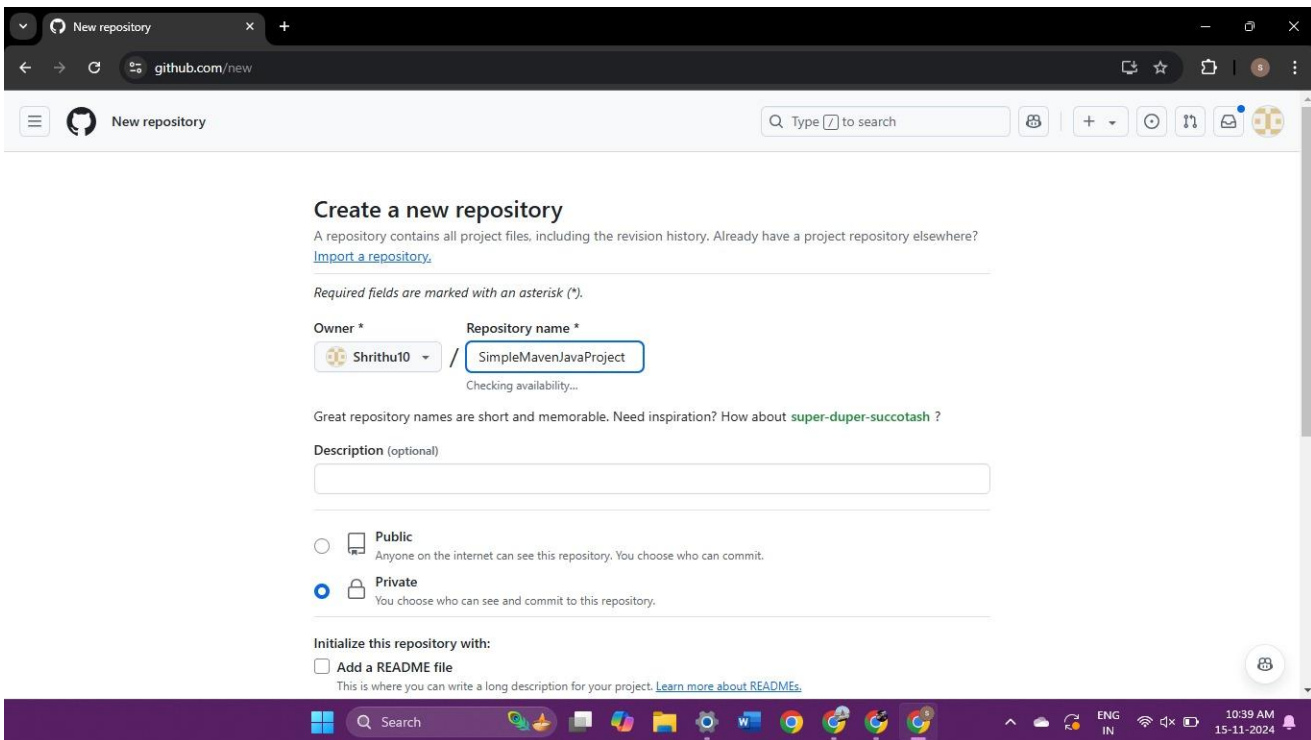 New repository
github.com/new
New repository
Type / to search
Create a new repository
A repository contains all project files, including the revision history. Already have a project repository elsewhere?
Import a repository.
Required fields are marked with an asterisk (*).
Owner * Repository name *
Shrithu10 / SimpleMavenJavaProject
Checking availability...
Great repository names are short and memorable. Need inspiration? How about super-duper-succotash ?
Description (optional)
Public
Anyone on the internet can see this repository. You choose who can commit.
Private
You choose who can see and commit to this repository.
Initialize this repository with:
Add a README file
This is where you can write a long description for your project. Learn more about READMEs.
Search
ENG
IN
10:39 AM
15-11-2024